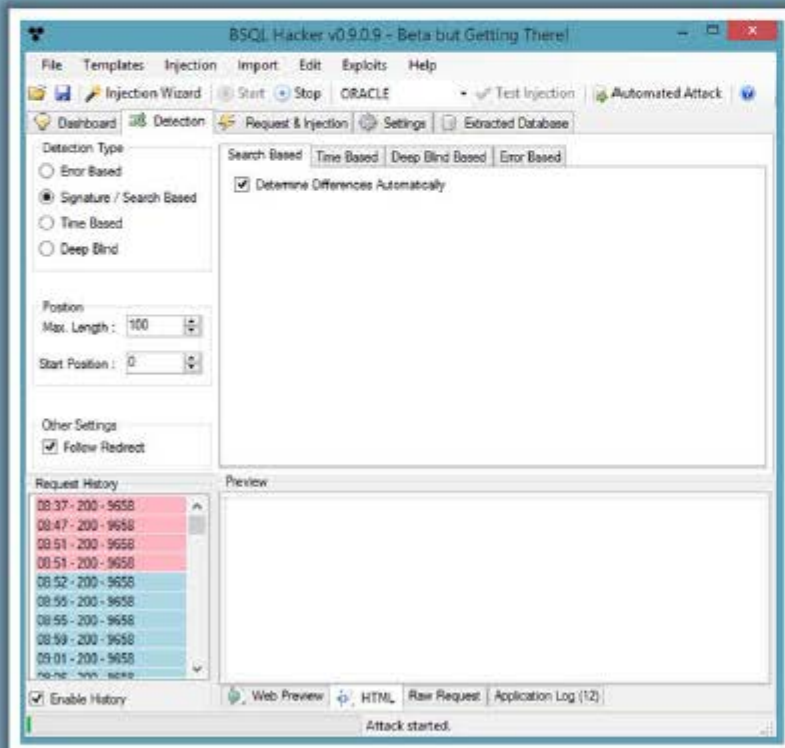 BSQL Hacker v0.9.0.9 - Beta but Getting There!
File Templates Injection Import Edit Exploits Help
Injection Wizard Start Stop ORACLE Test Injection Automated Attack
Dashboard Detection Request & Injection Settings Extracted Database
Detection Type
Error Based
Signature / Search Based
Time Based
Deep Blind
Search Based Time Based Deep Blind Based Error Based
Determine Differences Automatically
Position
Max. Length : 100
Start Position : 0
Other Settings
Follow Redirect
Request History
08:37 - 200 - 9658
08:47 - 200 - 9658
08:51 - 200 - 9658
08:51 - 200 - 9658
08:52 - 200 - 9658
08:55 - 200 - 9658
08:55 - 200 - 9658
08:59 - 200 - 9658
09:01 - 200 - 9658
Enable History
Preview
Web Preview HTML Raw Request Application Log (12)
Attack started.